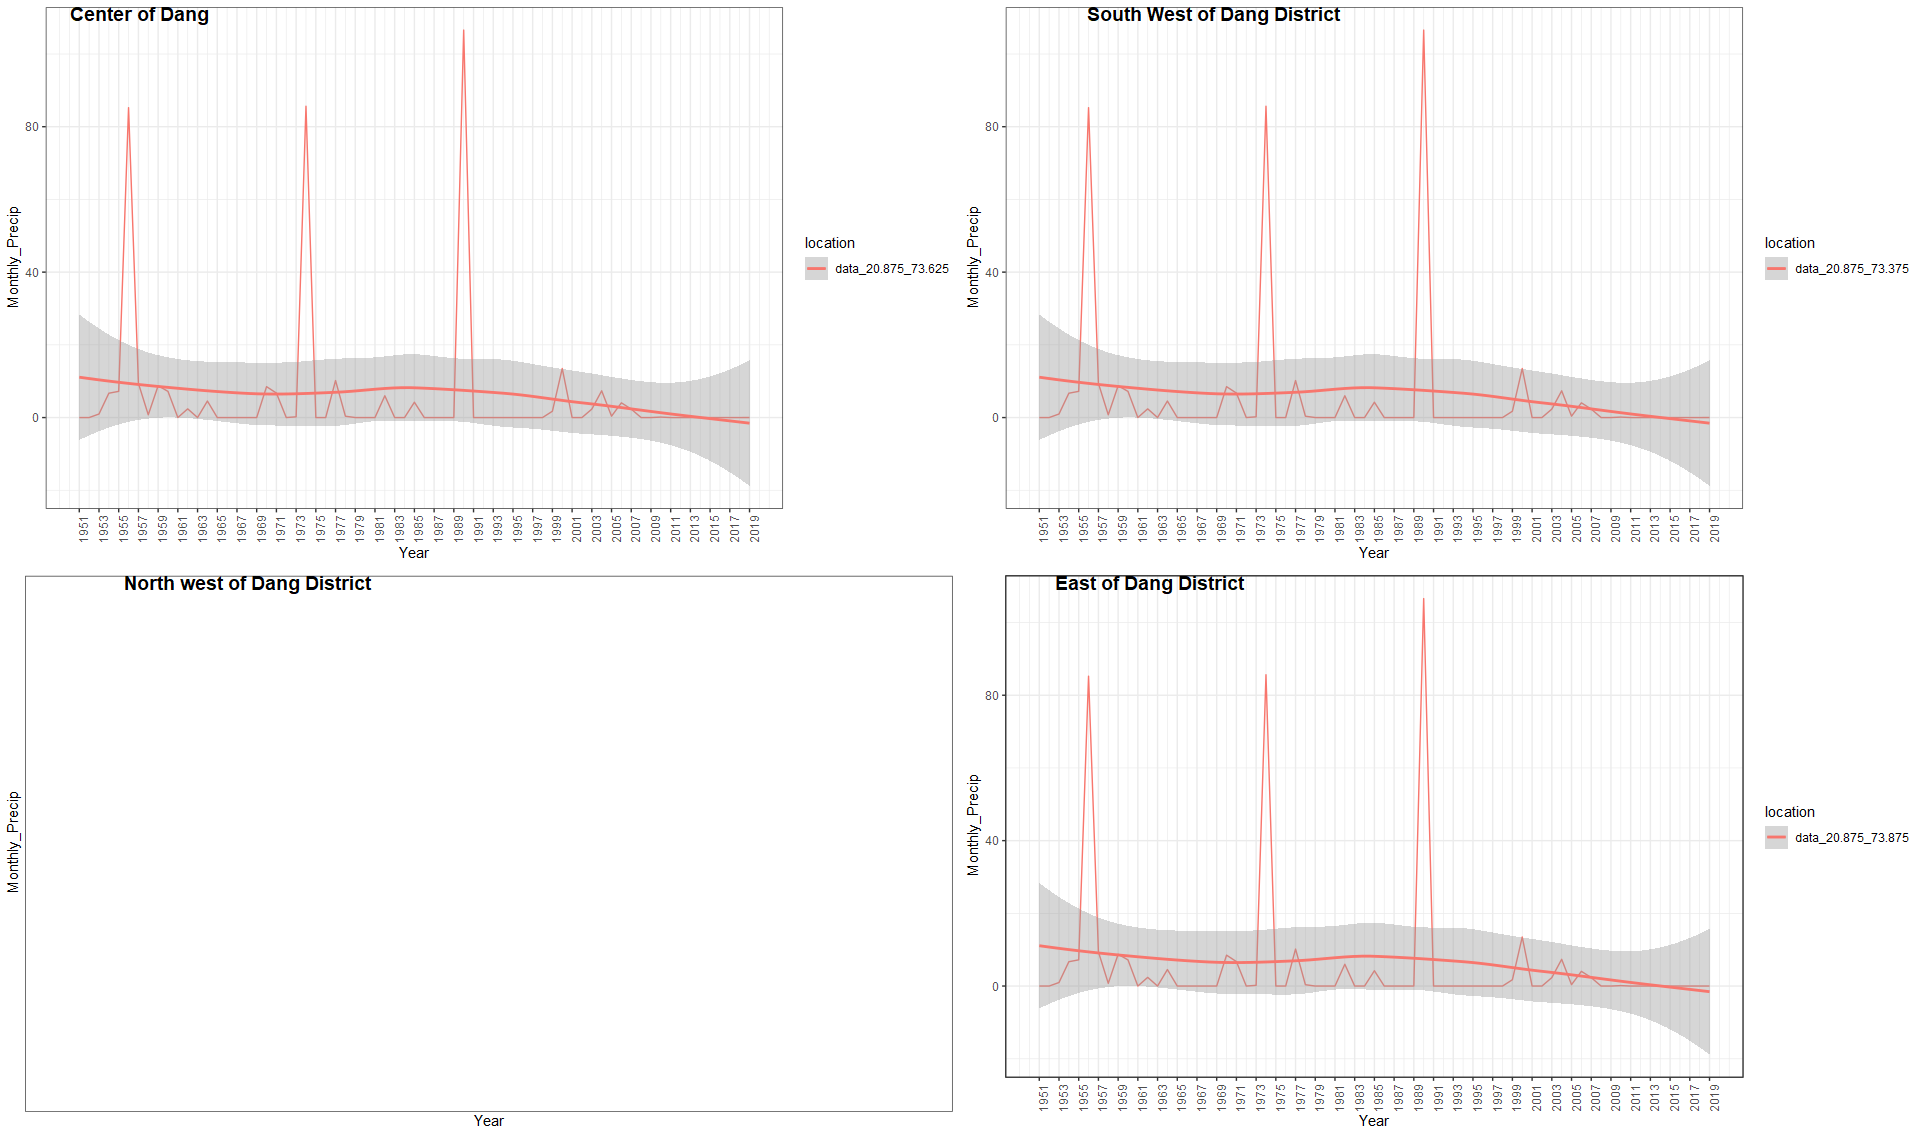 Center of Dang
Monthly_Precip
80
40
0
1951 1953 1955 1957 1959 1961 1963 1965 1967 1969 1971 1973 1975 1977 1979 1981 1983 1985 1987 1989 1991 1993 1995 1997 1999 2001 2003 2005 2007 2009 2011 2013 2015 2017 2019
Year
location
data_20.875_73.625
South West of Dang District
Monthly_Precip
80
40
0
1951 1953 1955 1957 1959 1961 1963 1965 1967 1969 1971 1973 1975 1977 1979 1981 1983 1985 1987 1989 1991 1993 1995 1997 1999 2001 2003 2005 2007 2009 2011 2013 2015 2017 2019
Year
location
data_20.875_73.375
North west of Dang District
Monthly_Precip
Year
East of Dang District
Monthly_Precip
80
40
0
1951 1953 1955 1957 1959 1961 1963 1965 1967 1969 1971 1973 1975 1977 1979 1981 1983 1985 1987 1989 1991 1993 1995 1997 1999 2001 2003 2005 2007 2009 2011 2013 2015 2017 2019
Year
location
data_20.875_73.875